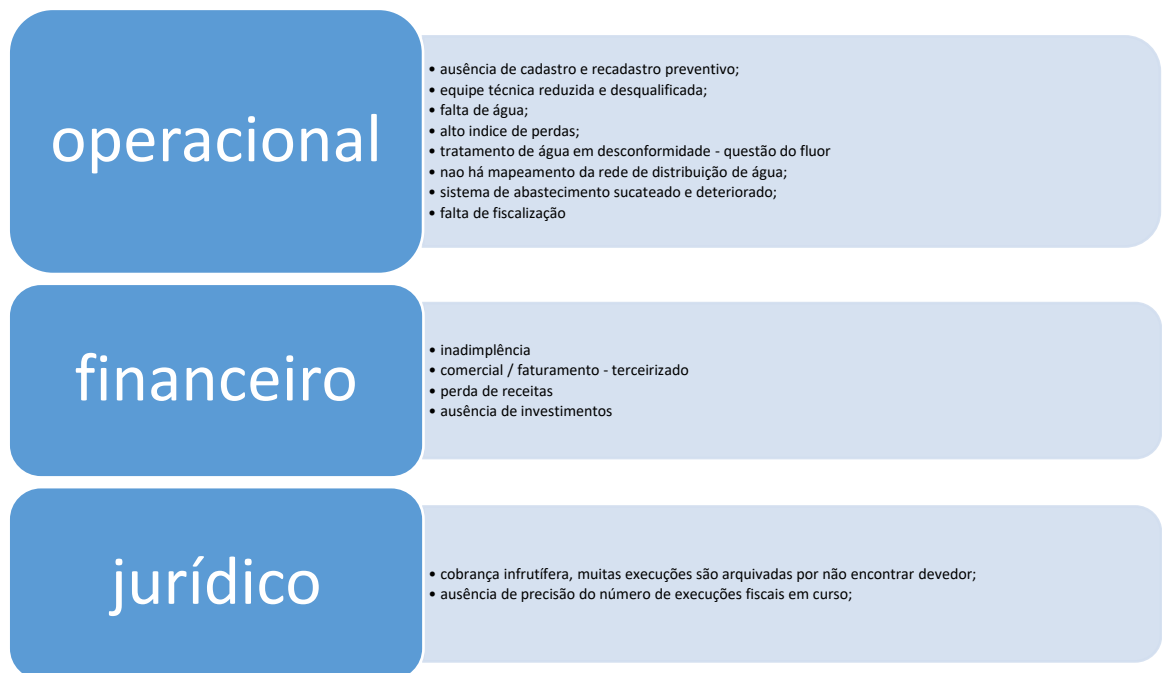 operacional
• ausência de cadastro e recadastro preventivo;
• equipe técnica reduzida e desqualificada;
• falta de água;
• alto indice de perdas;
• tratamento de água em desconformidade - questão do fluor
• nao há mapeamento da rede de distribuição de água;
• sistema de abastecimento sucateado e deteriorado;
• falta de fiscalização
financeiro
• inadimplência
• comercial / faturamento - terceirizado
• perda de receitas
• ausência de investimentos
jurídico
• cobrança infrutífera, muitas execuções são arquivadas por não encontrar devedor;
• ausência de precisão do número de execuções fiscais em curso;